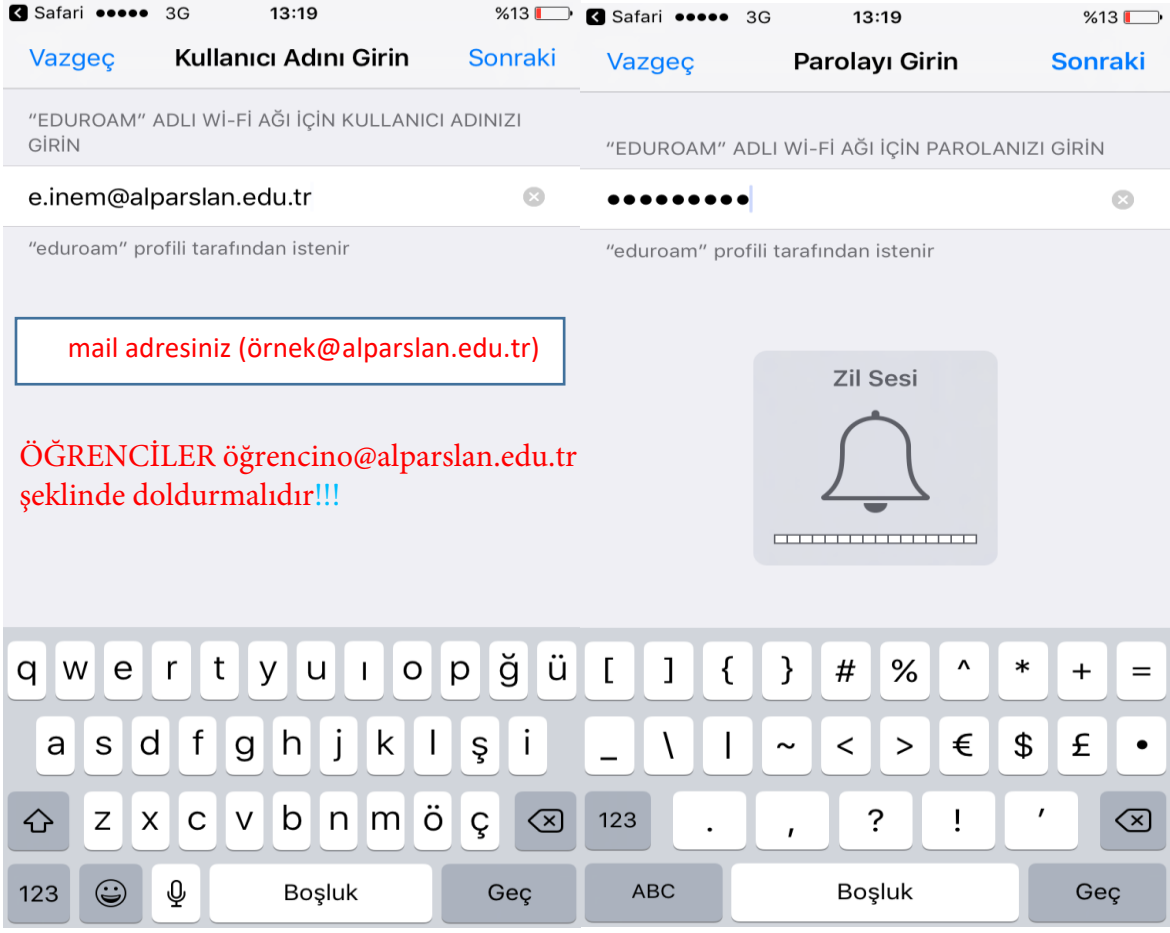 Safari 3G 13:19 %13
Vazgeç Kullanıcı Adını Girin Sonraki
“EDUROAM” ADLI Wİ-Fİ AĞI İÇİN KULLANICI ADINIZI
GİRİN
e.inem@alparslan.edu.tr
“eduroam” profili tarafından istenir
mail adresiniz (örnek@alparslan.edu.tr)
ÖĞRENCİLER öğrencino@alparslan.edu.tr
şeklinde doldurmalıdır!!!
q w e r t y u ı o p ğ ü
a s d f g h j k l ş i
z x c v b n m ö ç
123 Boşluk Geç
Safari 3G 13:19 %13
Vazgeç Parolayı Girin Sonraki
“EDUROAM” ADLI Wİ-Fİ AĞI İÇİN PAROLANIZI GİRİN
•••••••••
“eduroam” profili tarafından istenir
Zil Sesi
[ ] { } # % ^ * + =
_ \ | ~ < > € $ £ •
123 . , ? ! ’
ABC Boşluk Geç